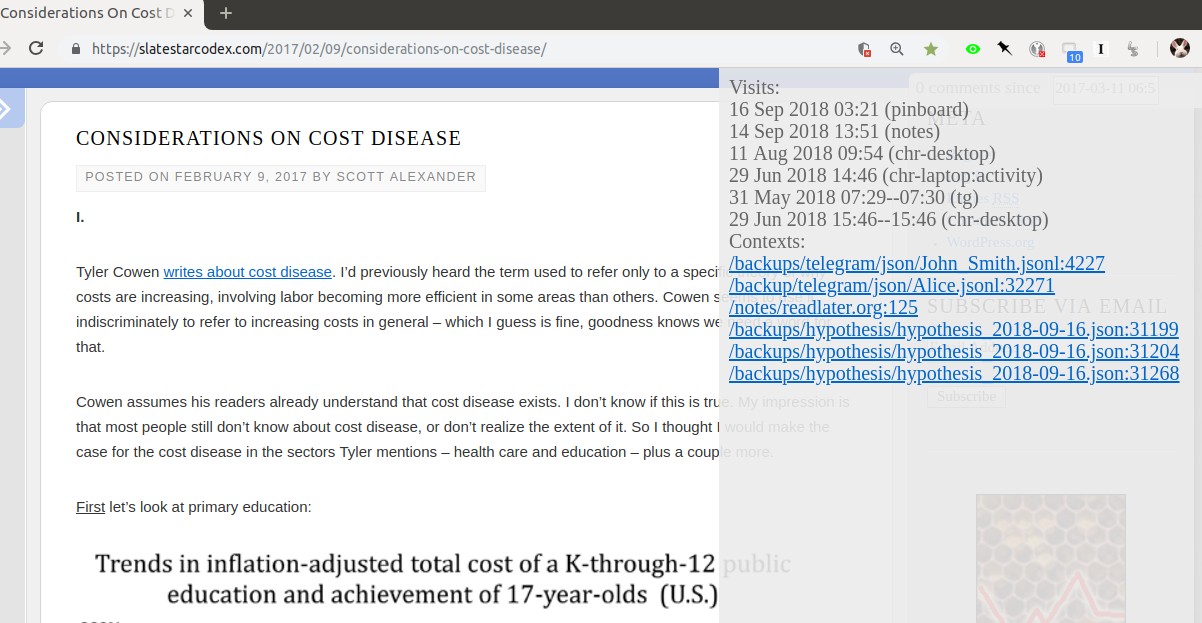 Considerations On Cost D
https://slatestarcodex.com/2017/02/09/considerations-on-cost-disease/
10
I
CONSIDERATIONS ON COST DISEASE
POSTED ON FEBRUARY 9, 2017 BY SCOTT ALEXANDER
I.
Tyler Cowen writes about cost disease. I’d previously heard the term used to refer only to a specif
costs are increasing, involving labor becoming more efficient in some areas than others. Cowen s
indiscriminately to refer to increasing costs in general – which I guess is fine, goodness knows we
that.
Cowen assumes his readers already understand that cost disease exists. I don’t know if this is true. My impression is
that most people still don’t know about cost disease, or don’t realize the extent of it. So I thought I would make the
case for the cost disease in the sectors Tyler mentions – health care and education – plus a couple more.
First let’s look at primary education:
Trends in inflation-adjusted total cost of a K-through-12 public
education and achievement of 17-year-olds (U.S.)
Visits:
16 Sep 2018 03:21 (pinboard)
14 Sep 2018 13:51 (notes)
11 Aug 2018 09:54 (chr-desktop)
29 Jun 2018 14:46 (chr-laptop:activity)
31 May 2018 07:29--07:30 (tg)
29 Jun 2018 15:46--15:46 (chr-desktop)
Contexts:
/backups/telegram/json/John_Smith.jsonl:4227
/backup/telegram/json/Alice.jsonl:32271
/notes/readlater.org:125
/backups/hypothesis/hypothesis_2018-09-16.json:31199
/backups/hypothesis/hypothesis_2018-09-16.json:31204
/backups/hypothesis/hypothesis_2018-09-16.json:31268
0 comments since 2017-03-11 06:5
META
RSS
WordPress.org
SUBSCRIBE VIA EMAIL
Subscribe